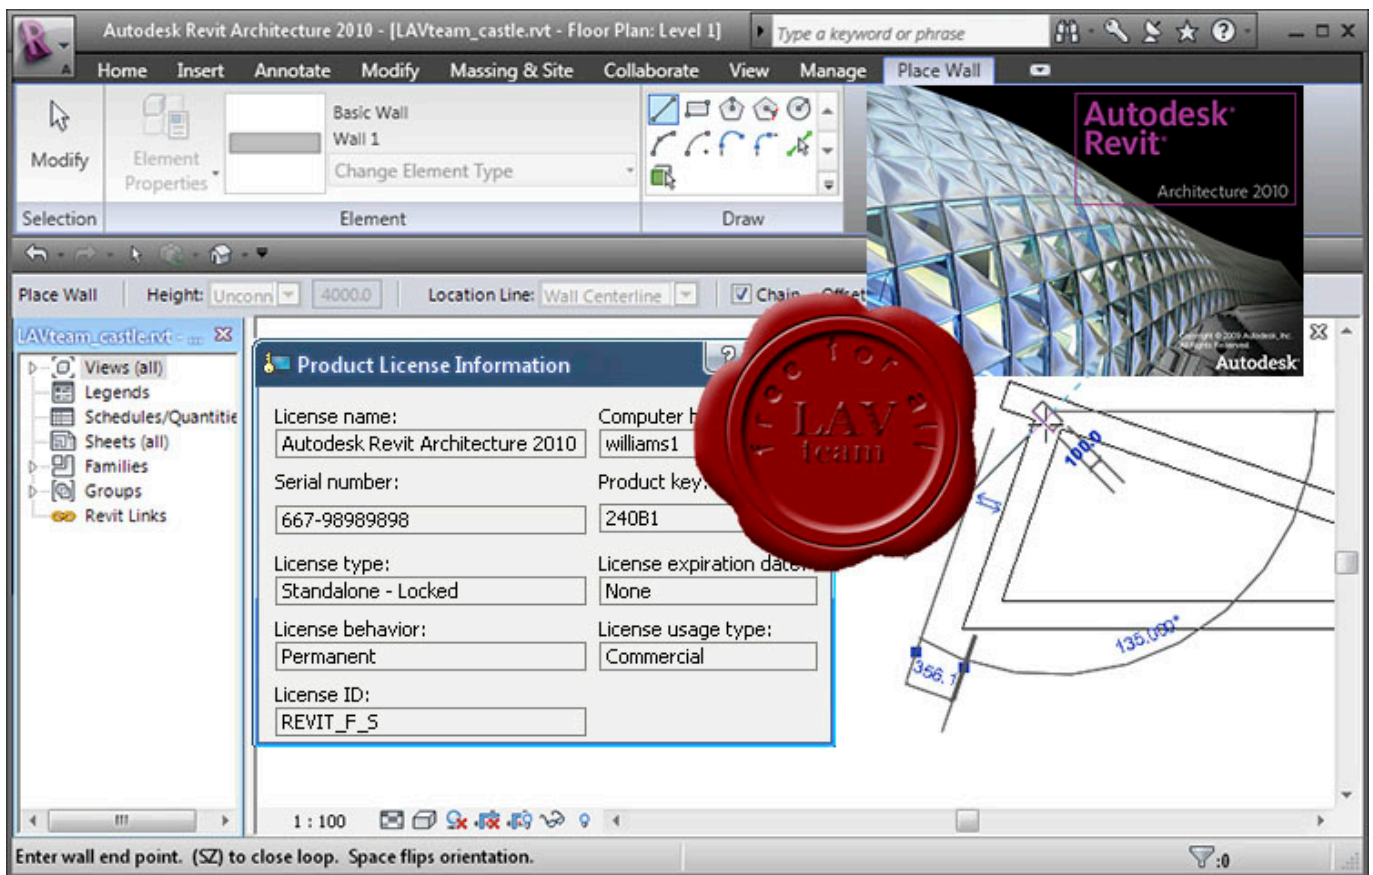 Autodesk Revit Architecture 2010 - [LAVteam_castle.rvt - Floor Plan: Level 1]
Type a keyword or phrase
Home Insert Annotate Modify Massing & Site Collaborate View Manage Place Wall
Modify
Element
Properties
Basic Wall
Wall 1
Change Element Type
Selection
Element
Draw
Autodesk
Revit
Architecture 2010
Autodesk
Place Wall
Height: Unconn
4000.0
Location Line: Wall Centerline
Chain
Offset
LAVteam_castle.rvt - ...
Views (all)
Legends
Schedules/Quantitie
Sheets (all)
Families
Groups
Revit Links
Product License Information
License name:
Autodesk Revit Architecture 2010
Computer h
williams1
Serial number:
667-98989898
Product key:
240B1
License type:
Standalone - Locked
License expiration date:
None
License behavior:
Permanent
License usage type:
Commercial
License ID:
REVIT_F_S
free for all
LAV
team
100.0
135.000°
356.1
1 : 100
Enter wall end point. (SZ) to close loop. Space flips orientation.
:0